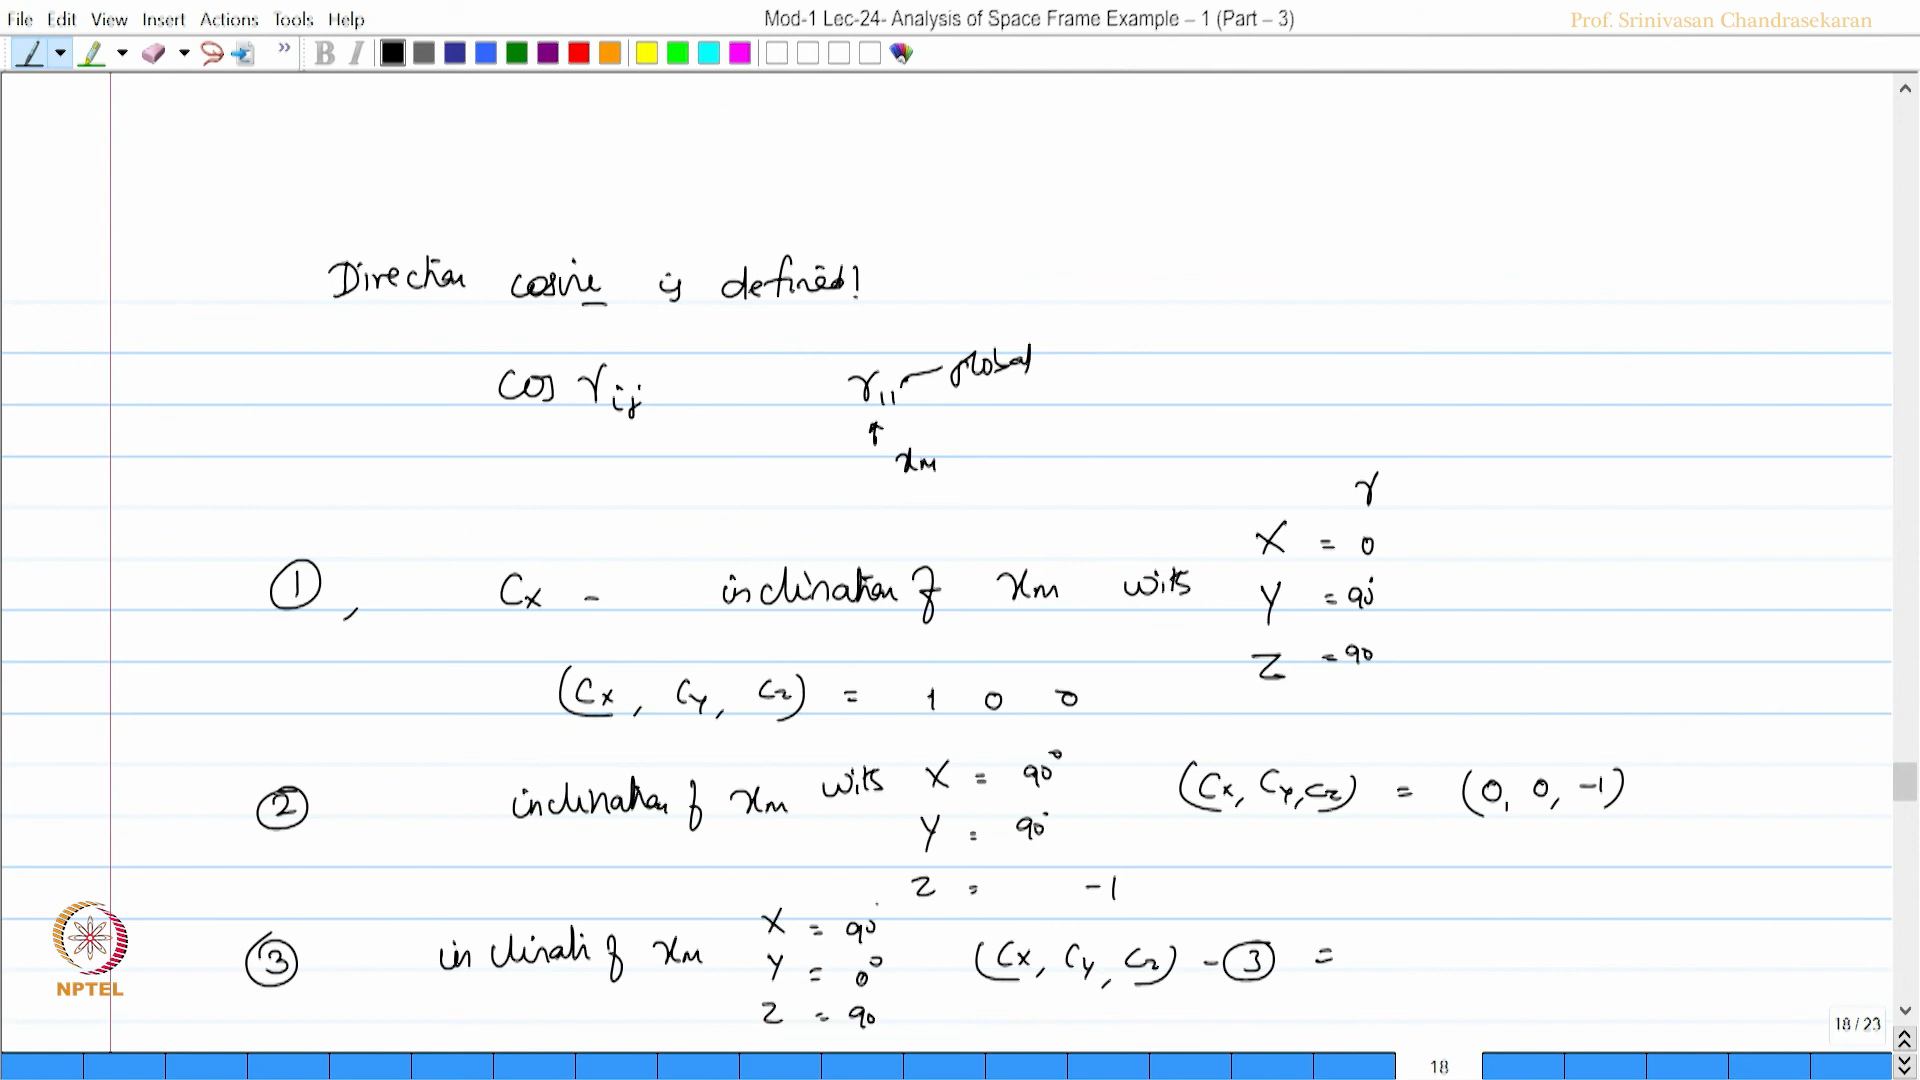 File Edit View Insert Actions Tools Help
Mod-1 Lec-24- Analysis of Space Frame Example – 1 (Part – 3)
Prof. Srinivasan Chandrasekaran
B I
Direction cosine is defined!
cos γij γ11 global
xM
γ
X = 0
1, Cx - inclination of xM with Y = 90°
Z = 90
(Cx, Cy, Cz) = 1 0 0
2 inclination of xM with X = 90° (Cx, Cy, Cz) = (0, 0, -1)
Y = 90°
Z = -1
X = 90°
3 inclinati of xM Y = 0° (Cx, Cy, Cz) - 3 =
Z = 90
NPTEL
18 / 23
18